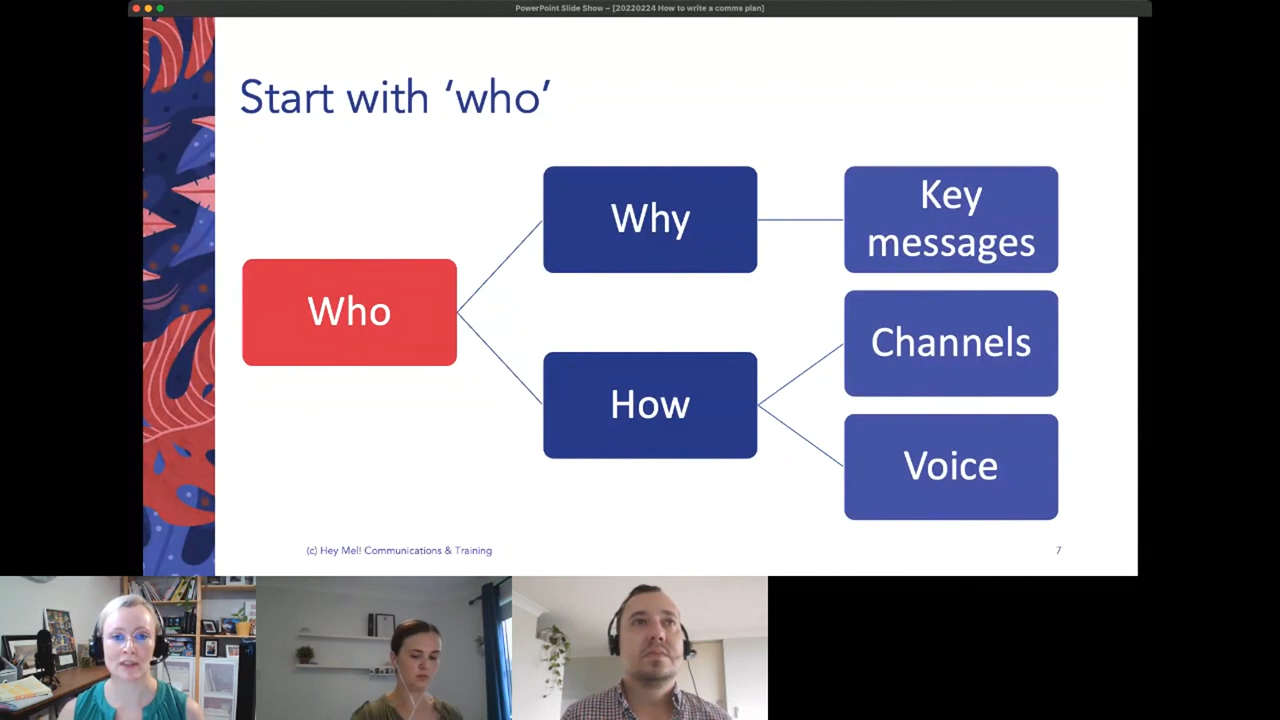 PowerPoint Slide Show – [20220224 How to write a comms plan]
Start with ‘who’
Who
Why
How
Key
messages
Channels
Voice
(c) Hey Mel! Communications & Training
7